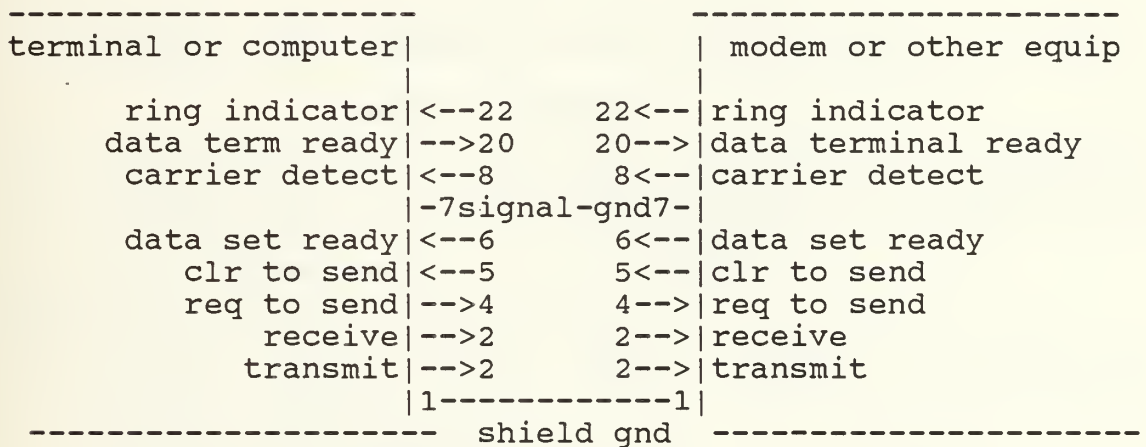 terminal or computer| | modem or other equip
ring indicator|<--22 22<--|ring indicator
data term ready|-->20 20-->|data terminal ready
carrier detect|<--8 8<--|carrier detect
|-7signal-gnd7-|
data set ready|<--6 6<--|data set ready
clr to send|<--5 5<--|clr to send
req to send|-->4 4-->|req to send
receive|-->2 2-->|receive
transmit|-->2 2-->|transmit
|1------------1|
---------------------- shield gnd ----------------------